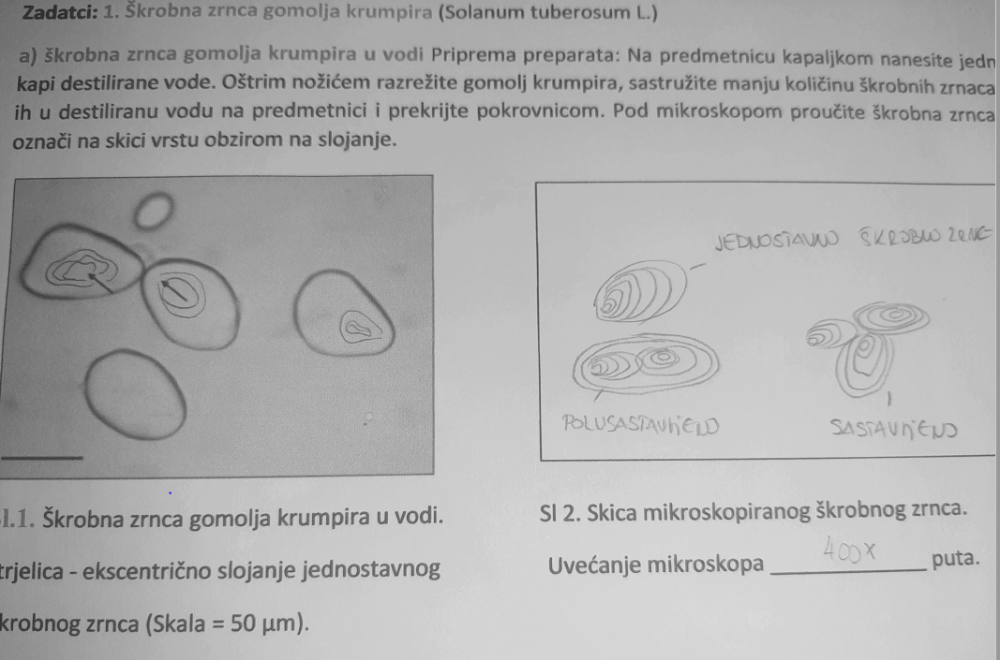 Zadatci: 1. Škrobna zrnca gomolja krumpira (Solanum tuberosum L.)
a) škrobna zrnca gomolja krumpira u vodi Priprema preparata: Na predmetnicu kapaljkom nanesite jedn
kapi destilirane vode. Oštrim nožićem razrežite gomolj krumpira, sastružite manju količinu škrobnih zrnaca
ih u destiliranu vodu na predmetnici i prekrijte pokrovnicom. Pod mikroskopom proučite škrobna zrnca
označi na skici vrstu obzirom na slojanje.
JEDNOSTAVNO ŠKROBNO ZRNC
POLUSASTAVLJENO
SASTAVLJENO
Sl.1. Škrobna zrnca gomolja krumpira u vodi.
trjelica - ekscentrično slojanje jednostavnog
krobnog zrnca (Skala = 50 µm).
Sl 2. Skica mikroskopiranog škrobnog zrnca.
Uvećanje mikroskopa 400x puta.